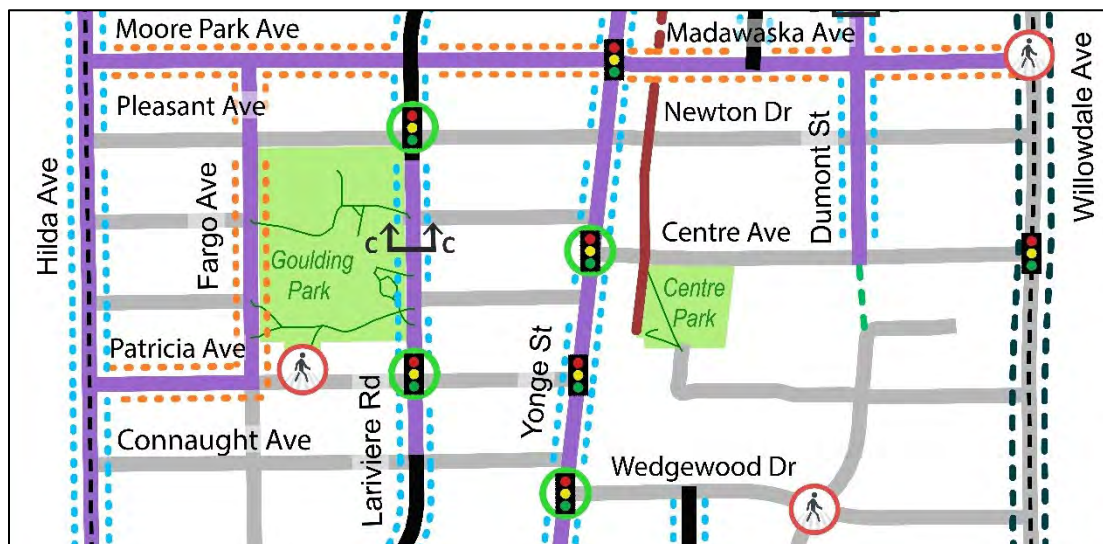 Moore Park Ave
Madawaska Ave
Pleasant Ave
Newton Dr
Hilda Ave
Fargo Ave
Goulding
Park
C
C
Centre Ave
Dumont St
Willowdale Ave
Centre
Park
Patricia Ave
Lariviere Rd
Yonge St
Connaught Ave
Wedgewood Dr